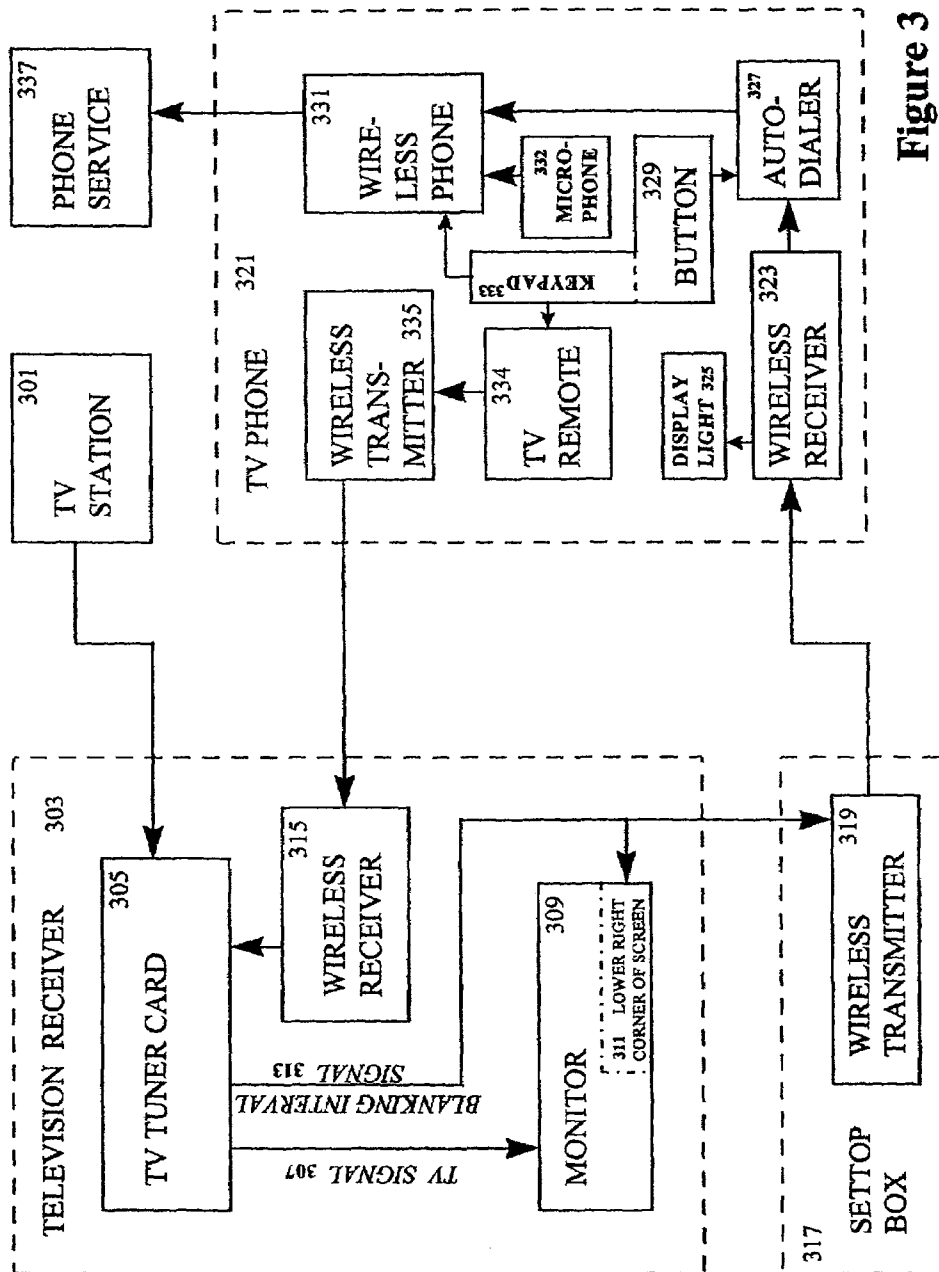 TELEVISION RECEIVER 303
305
TV TUNER CARD
315
WIRELESS
RECEIVER
TV SIGNAL 307
BLANKING INTERVAL
SIGNAL 313
309
MONITOR
311 LOWER RIGHT
CORNER OF SCREEN
317
SETTOP
BOX
319
WIRELESS
TRANSMITTER
301
TV
STATION
337
PHONE
SERVICE
321
TV PHONE
WIRELESS
TRANS-
MITTER 335
334
TV
REMOTE
331
WIRE-
LESS
PHONE
332
MICRO-
PHONE
333
KEYPAD
329
BUTTON
DISPLAY
LIGHT 325
323
WIRELESS
RECEIVER
327
AUTO-
DIALER
Figure 3